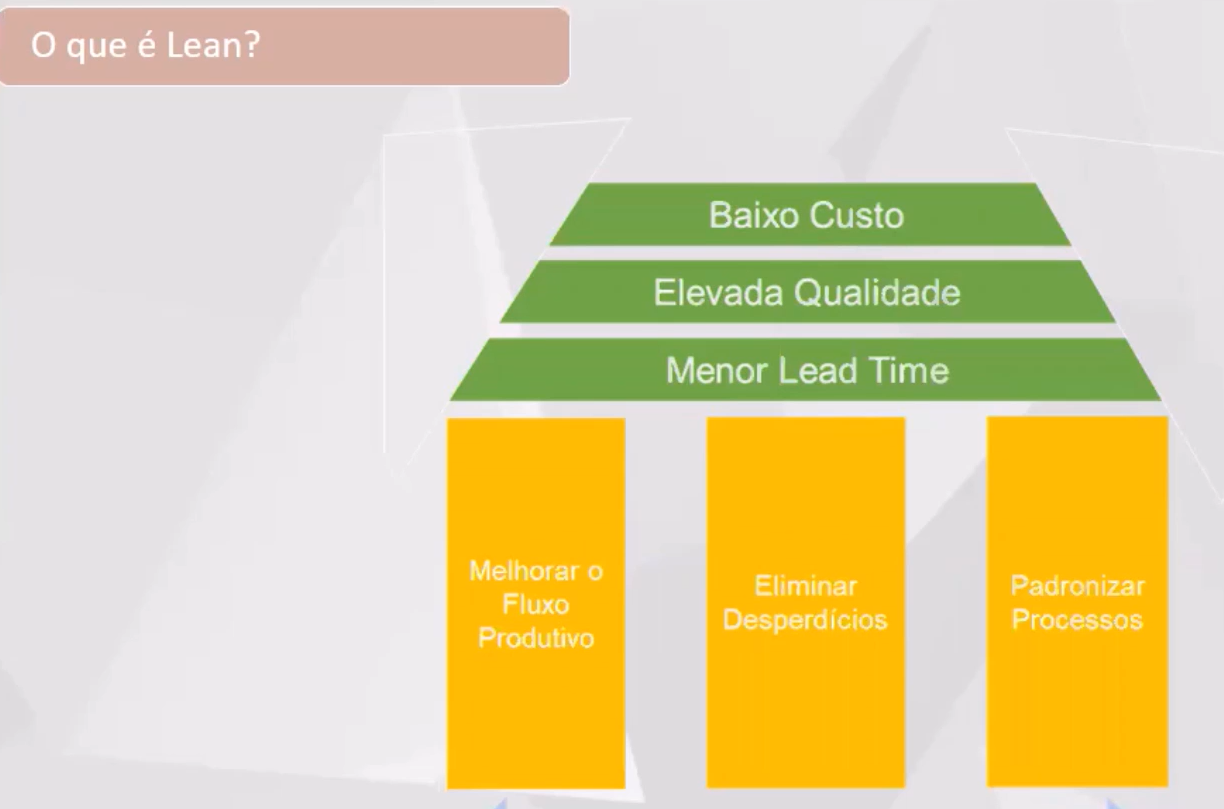 O que é Lean?
Baixo Custo
Elevada Qualidade
Menor Lead Time
Melhorar o
Fluxo
Produtivo
Eliminar
Desperdícios
Padronizar
Processos